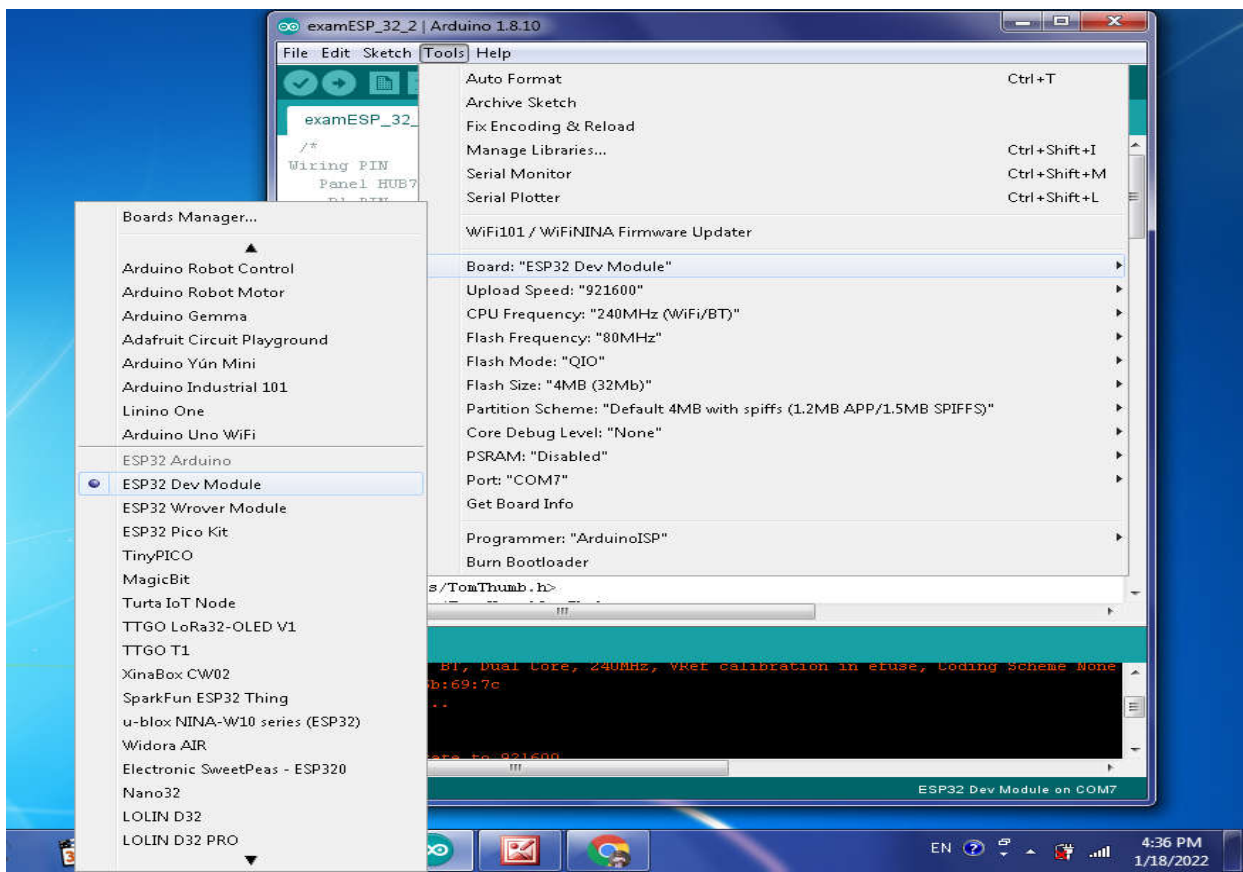 examESP_32_2 | Arduino 1.8.10
File Edit Sketch Tools Help
Auto Format Ctrl+T
Archive Sketch
Fix Encoding & Reload
Manage Libraries... Ctrl+Shift+I
Serial Monitor Ctrl+Shift+M
Serial Plotter Ctrl+Shift+L
WiFi101 / WiFiNINA Firmware Updater
Board: "ESP32 Dev Module"
Upload Speed: "921600"
CPU Frequency: "240MHz (WiFi/BT)"
Flash Frequency: "80MHz"
Flash Mode: "QIO"
Flash Size: "4MB (32Mb)"
Partition Scheme: "Default 4MB with spiffs (1.2MB APP/1.5MB SPIFFS)"
Core Debug Level: "None"
PSRAM: "Disabled"
Port: "COM7"
Get Board Info
Programmer: "ArduinoISP"
Burn Bootloader
examESP_32_
/*
Wiring PIN
Panel HUB7
Boards Manager...
Arduino Robot Control
Arduino Robot Motor
Arduino Gemma
Adafruit Circuit Playground
Arduino Yún Mini
Arduino Industrial 101
Linino One
Arduino Uno WiFi
ESP32 Arduino
ESP32 Dev Module
ESP32 Wrover Module
ESP32 Pico Kit
TinyPICO
MagicBit
Turta IoT Node
TTGO LoRa32-OLED V1
TTGO T1
XinaBox CW02
SparkFun ESP32 Thing
u-blox NINA-W10 series (ESP32)
Widora AIR
Electronic SweetPeas - ESP320
Nano32
LOLIN D32
LOLIN D32 PRO
s/TomThumb.h>
BT, Dual Core, 240MHz, VRef calibration in efuse, Coding Scheme None
b:69:7c
..
to 921600
ESP32 Dev Module on COM7
EN
4:36 PM
1/18/2022